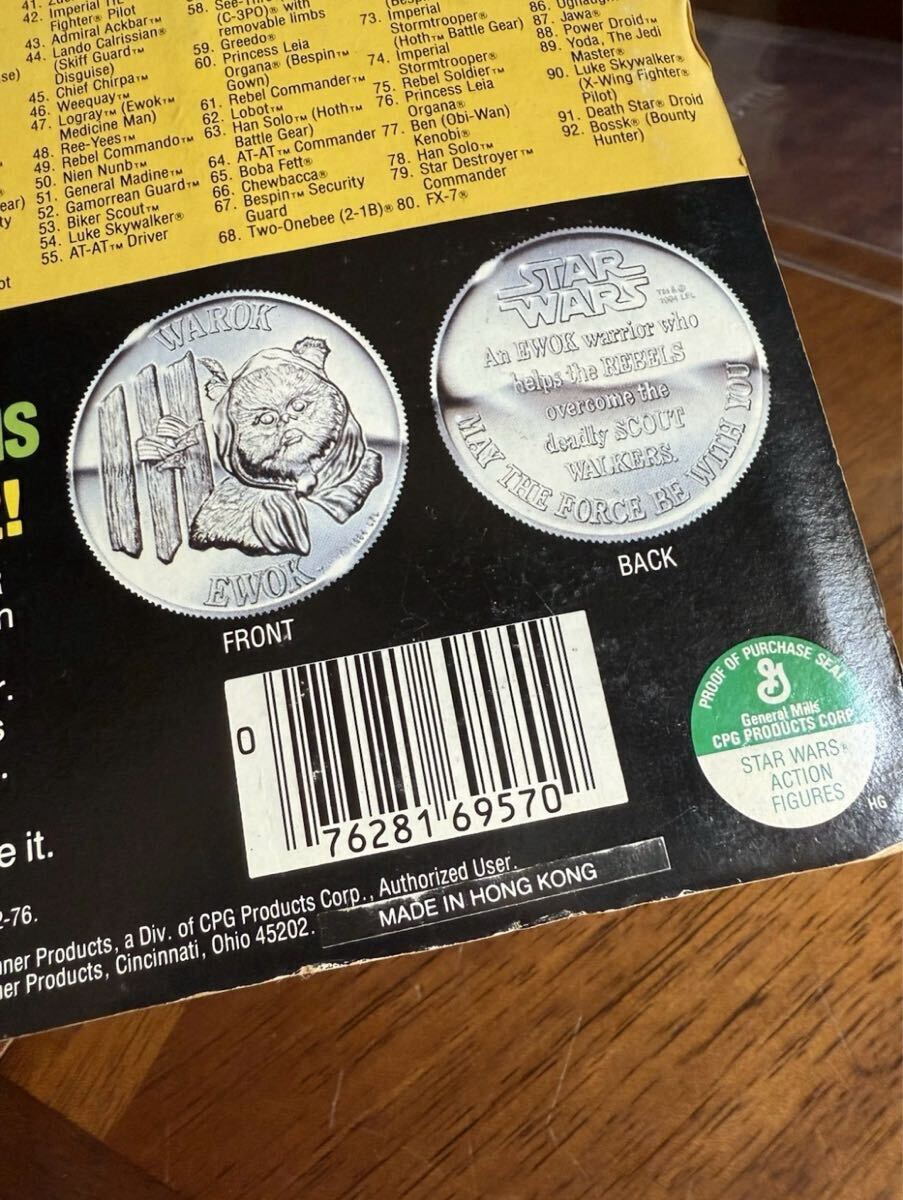 42. Imperial TIE
Fighter Pilot
43. Admiral Ackbar™
44. Lando Calrissian®
(Skiff Guard™
Disguise)
45. Chief Chirpa™
46. Weequay™
47. Logray™ (Ewok™
Medicine Man)
48. Ree-Yees™
49. Rebel Commando™
50. Nien Nunb™
51. General Madine™
52. Gamorrean Guard™
53. Biker Scout™
54. Luke Skywalker®
55. AT-AT™ Driver
58.
(C-3PO)® with
removable limbs
59. Greedo®
60. Princess Leia
Organa® (Bespin™
Gown)
61. Rebel Commander™
62. Lobot™
63. Han Solo™ (Hoth™
Battle Gear)
64. AT-AT™ Commander
65. Boba Fett®
66. Chewbacca®
67. Bespin™ Security
Guard
68. Two-Onebee (2-1B)®
73. Imperial
Stormtrooper®
(Hoth™ Battle Gear)
74. Imperial
Stormtrooper®
75. Rebel Soldier™
76. Princess Leia
Organa®
77. Ben (Obi-Wan)
Kenobi®
78. Han Solo™
79. Star Destroyer™
Commander
80. FX-7®
86.
87. Jawa®
88. Power Droid™
89. Yoda, The Jedi
Master®
90. Luke Skywalker®
(X-Wing Fighter®
Pilot)
91. Death Star® Droid
92. Bossk® (Bounty
Hunter)
WAROK
EWOK
FRONT
STAR
WARS
TM & ©
An EWOK warrior who
helps the REBELS
overcome the
deadly SCOUT
WALKERS.
MAY THE FORCE BE WITH YOU
BACK
0
76281 69570
PROOF OF PURCHASE SEAL
G
General Mills
CPG PRODUCTS CORP
STAR WARS®
ACTION
FIGURES
HG
e it.
2-76.
ner Products, a Div. of CPG Products Corp., Authorized User.
er Products, Cincinnati, Ohio 45202.
MADE IN HONG KONG